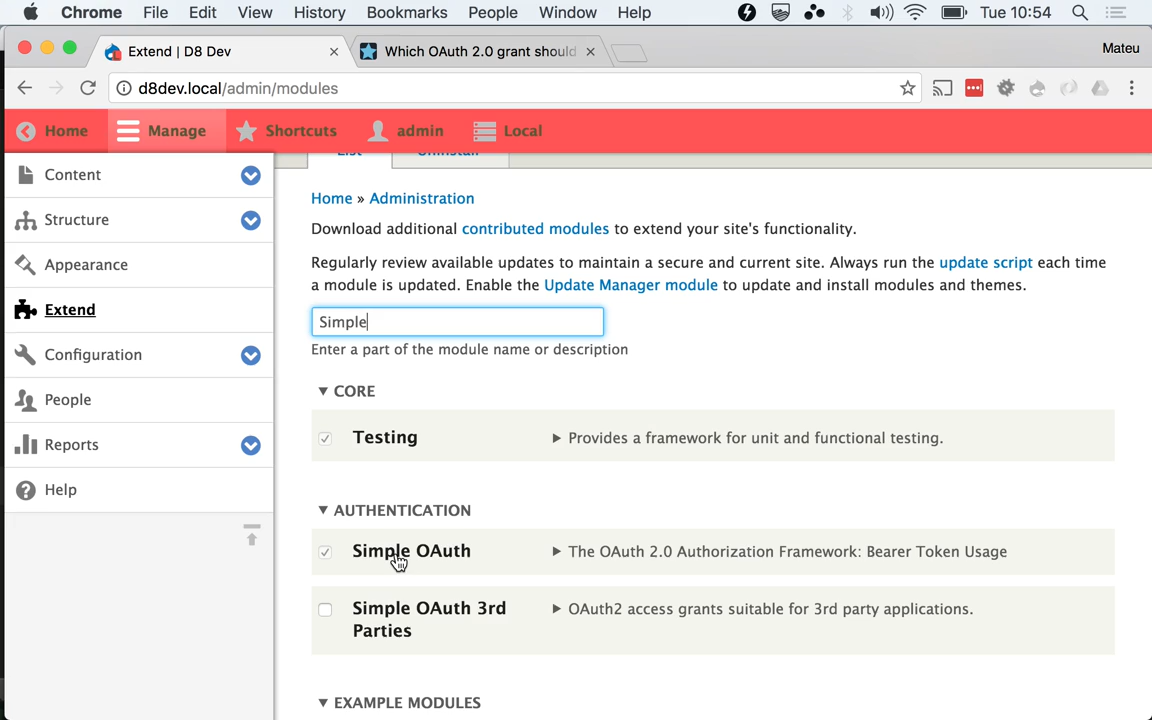 Chrome File Edit View History Bookmarks People Window Help Tue 10:54
Extend | D8 Dev Which OAuth 2.0 grant should Mateu
d8dev.local/admin/modules
Home Manage Shortcuts admin Local
List Uninstall
Content
Structure
Appearance
Extend
Configuration
People
Reports
Help
Home » Administration
Download additional contributed modules to extend your site's functionality.
Regularly review available updates to maintain a secure and current site. Always run the update script each time
a module is updated. Enable the Update Manager module to update and install modules and themes.
Simple
Enter a part of the module name or description
CORE
Testing Provides a framework for unit and functional testing.
AUTHENTICATION
Simple OAuth The OAuth 2.0 Authorization Framework: Bearer Token Usage
Simple OAuth 3rd OAuth2 access grants suitable for 3rd party applications.
Parties
EXAMPLE MODULES